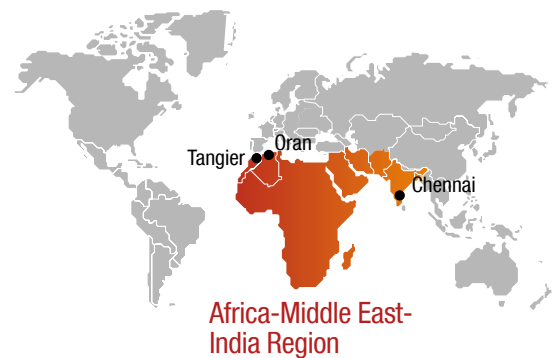 Oran
Tangier
Chennai
Africa-Middle East-
India Region